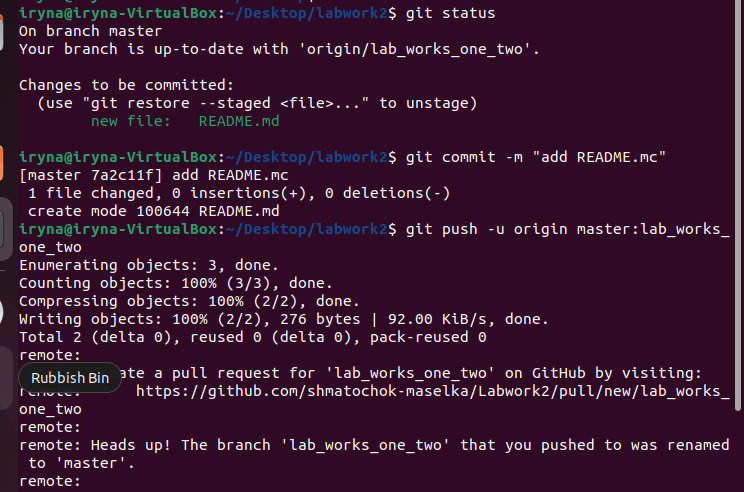 iryna@iryna-VirtualBox:~/Desktop/labwork2$ git status
On branch master
Your branch is up-to-date with 'origin/lab_works_one_two'.
Changes to be committed:
  (use "git restore --staged <file>..." to unstage)
        new file:   README.md
iryna@iryna-VirtualBox:~/Desktop/labwork2$ git commit -m "add README.mc"
[master 7a2c11f] add README.mc
 1 file changed, 0 insertions(+), 0 deletions(-)
 create mode 100644 README.md
iryna@iryna-VirtualBox:~/Desktop/labwork2$ git push -u origin master:lab_works_
one_two
Enumerating objects: 3, done.
Counting objects: 100% (3/3), done.
Compressing objects: 100% (2/2), done.
Writing objects: 100% (2/2), 276 bytes | 92.00 KiB/s, done.
Total 2 (delta 0), reused 0 (delta 0), pack-reused 0
remote:
Rubbish Bin
ate a pull request for 'lab_works_one_two' on GitHub by visiting:
https://github.com/shmatochok-maselka/Labwork2/pull/new/lab_works_
one_two
remote:
remote: Heads up! The branch 'lab_works_one_two' that you pushed to was renamed
 to 'master'.
remote: